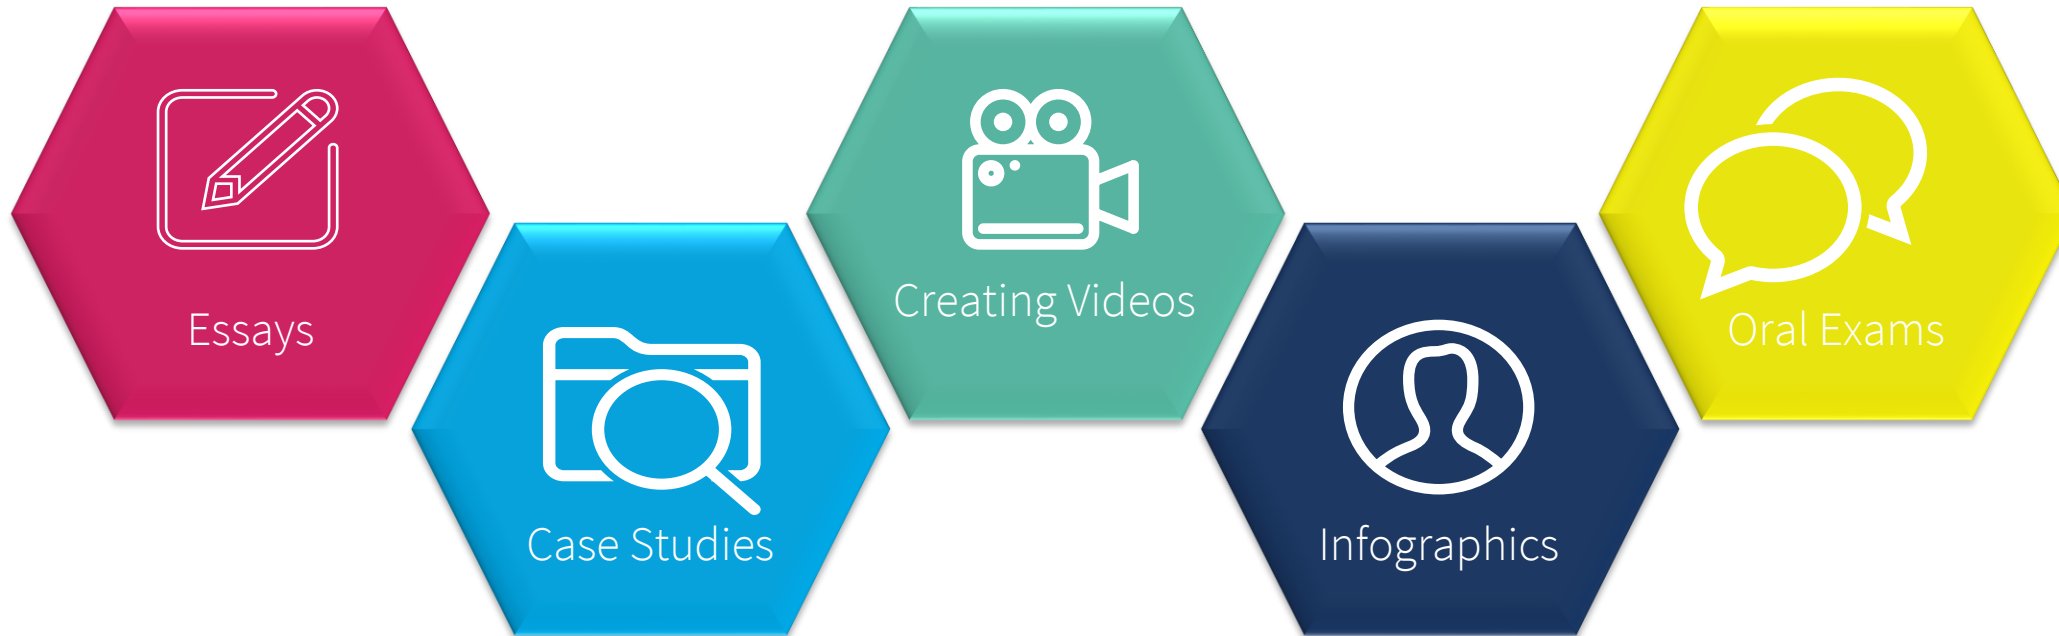 Essays
Case Studies
Creating Videos
Infographics
Oral Exams